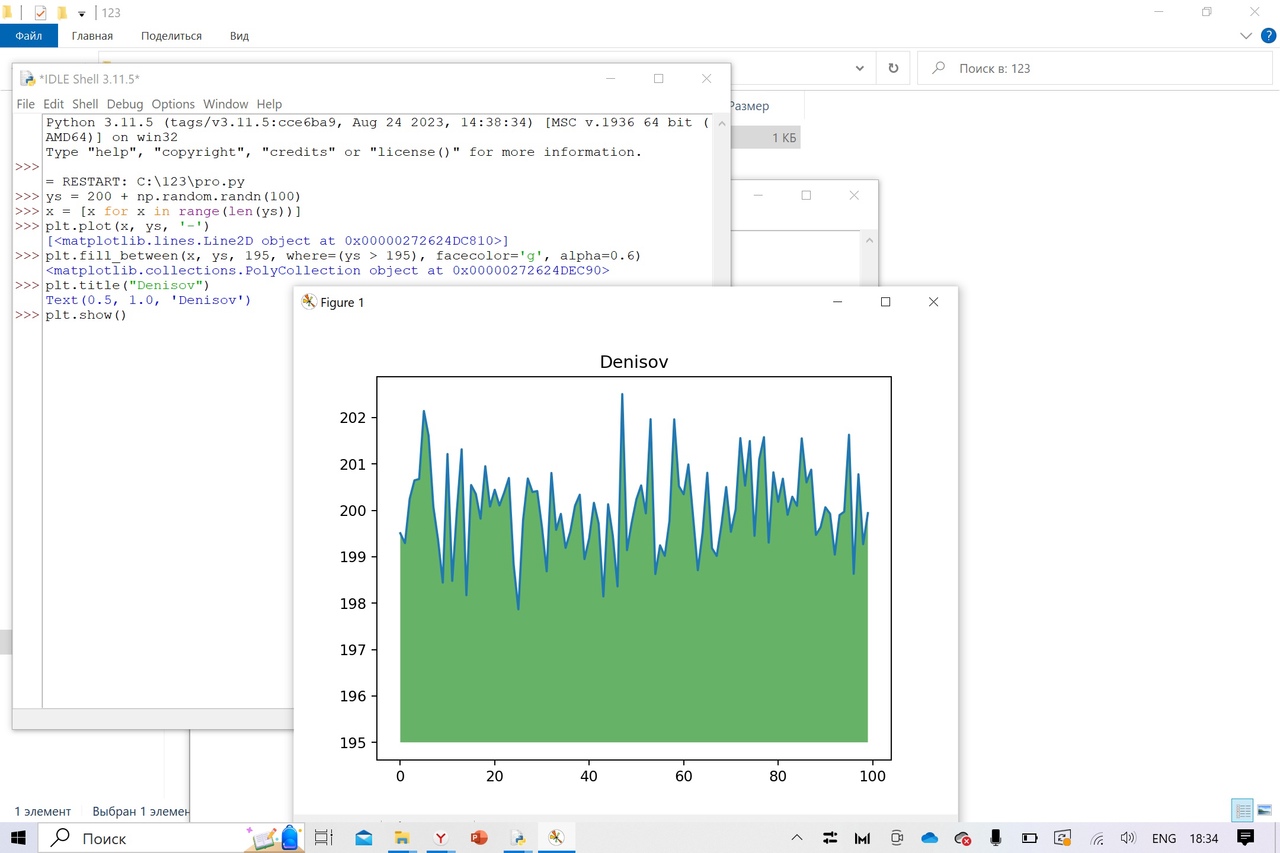 123
Файл Главная Поделиться Вид
Поиск в: 123
Размер
1 КБ
*IDLE Shell 3.11.5*
File Edit Shell Debug Options Window Help
Python 3.11.5 (tags/v3.11.5:cce6ba9, Aug 24 2023, 14:38:34) [MSC v.1936 64 bit (
AMD64)] on win32
Type "help", "copyright", "credits" or "license()" for more information.
>>>
= RESTART: C:\123\pro.py
>>> ys = 200 + np.random.randn(100)
>>> x = [x for x in range(len(ys))]
>>> plt.plot(x, ys, '-')
[<matplotlib.lines.Line2D object at 0x00000272624DC810>]
>>> plt.fill_between(x, ys, 195, where=(ys > 195), facecolor='g', alpha=0.6)
<matplotlib.collections.PolyCollection object at 0x00000272624DEC90>
>>> plt.title("Denisov")
Text(0.5, 1.0, 'Denisov')
>>> plt.show()
Figure 1
Denisov
202
201
200
199
198
197
196
195
0 20 40 60 80 100
1 элемент Выбран 1 элемен
Поиск
ENG 18:34